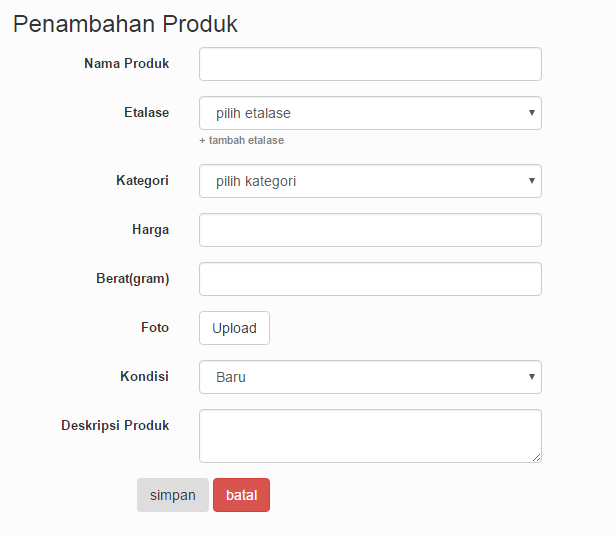 Penambahan Produk
Nama Produk
Etalase pilih etalase
+ tambah etalase
Kategori pilih kategori
Harga
Berat(gram)
Foto Upload
Kondisi Baru
Deskripsi Produk
simpan batal